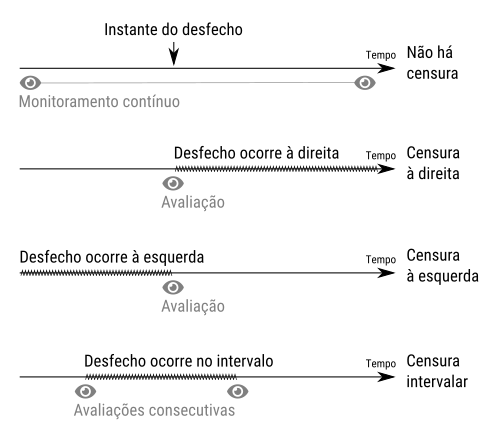 Instante do desfecho
Tempo
Não há
censura
Monitoramento contínuo
Desfecho ocorre à direita
Tempo
Censura
à direita
Avaliação
Desfecho ocorre à esquerda
Tempo
Censura
à esquerda
Avaliação
Desfecho ocorre no intervalo
Tempo
Censura
intervalar
Avaliações consecutivas